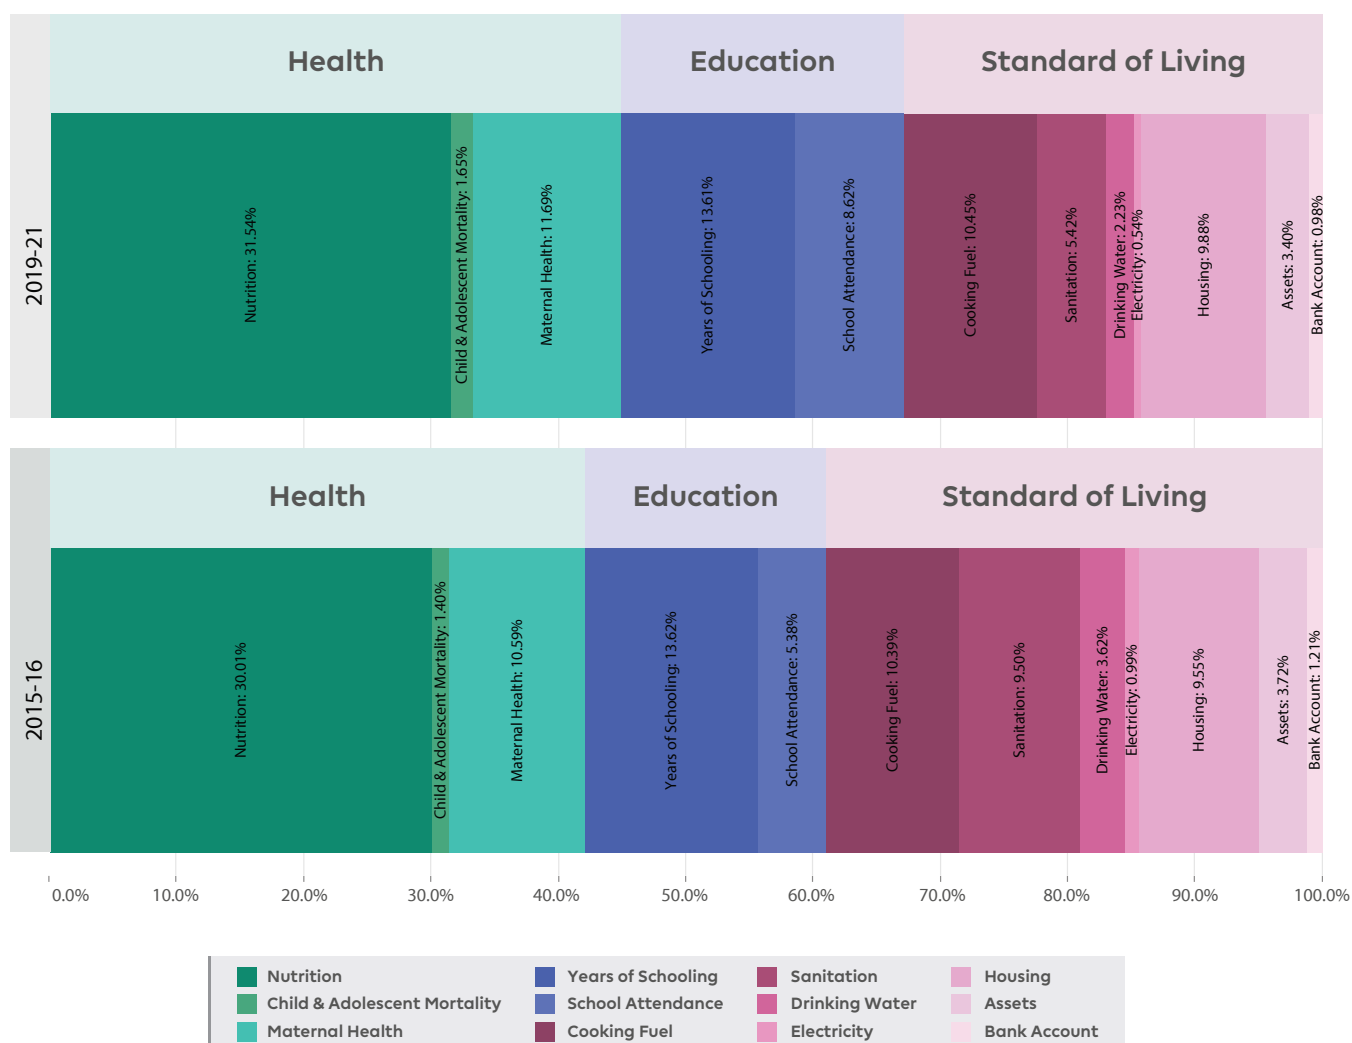 Health
Education
Standard of Living
2019-21
Nutrition: 31.54%
Child & Adolescent Mortality: 1.65%
Maternal Health: 11.69%
Years of Schooling: 13.61%
School Attendance: 8.62%
Cooking Fuel: 10.45%
Sanitation: 5.42%
Drinking Water: 2.23%
Electricity: 0.54%
Housing: 9.88%
Assets: 3.40%
Bank Account: 0.98%
Health
Education
Standard of Living
2015-16
Nutrition: 30.01%
Child & Adolescent Mortality: 1.40%
Maternal Health: 10.59%
Years of Schooling: 13.62%
School Attendance: 5.38%
Cooking Fuel: 10.39%
Sanitation: 9.50%
Drinking Water: 3.62%
Electricity: 0.99%
Housing: 9.55%
Assets: 3.72%
Bank Account: 1.21%
0.0% 10.0% 20.0% 30.0% 40.0% 50.0% 60.0% 70.0% 80.0% 90.0% 100.0%
Nutrition Years of Schooling Sanitation Housing
Child & Adolescent Mortality School Attendance Drinking Water Assets
Maternal Health Cooking Fuel Electricity Bank Account